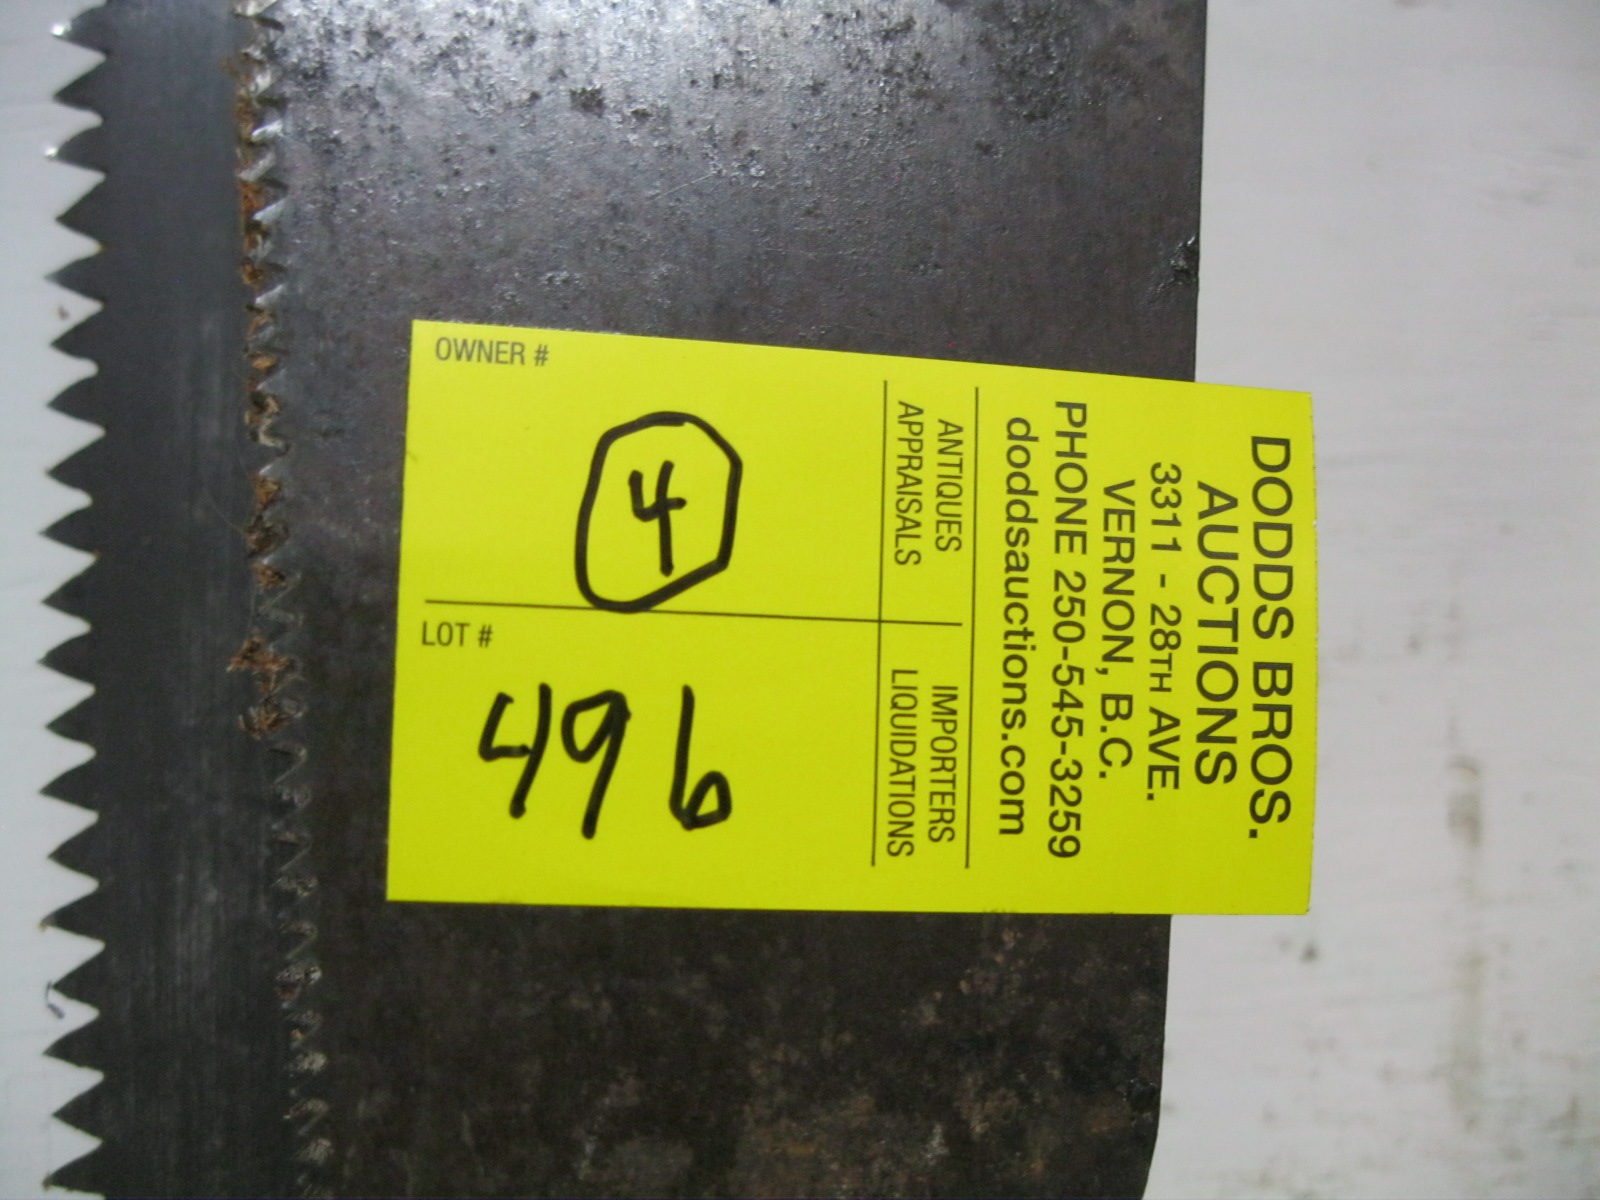 DODDS BROS.
AUCTIONS
3311 - 28TH AVE.
VERNON, B.C.
PHONE 250-545-3259
doddsauctions.com
ANTIQUES
APPRAISALS
IMPORTERS
LIQUIDATIONS
OWNER #
4
LOT #
496